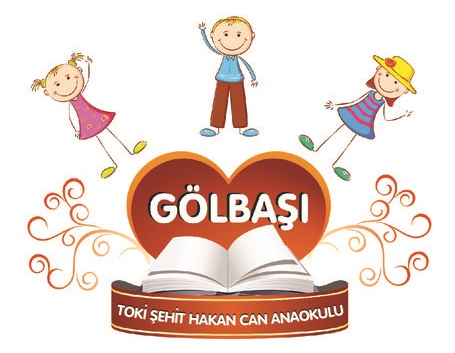 GÖLBAŞI
TOKİ ŞEHİT HAKAN CAN ANAOKULU